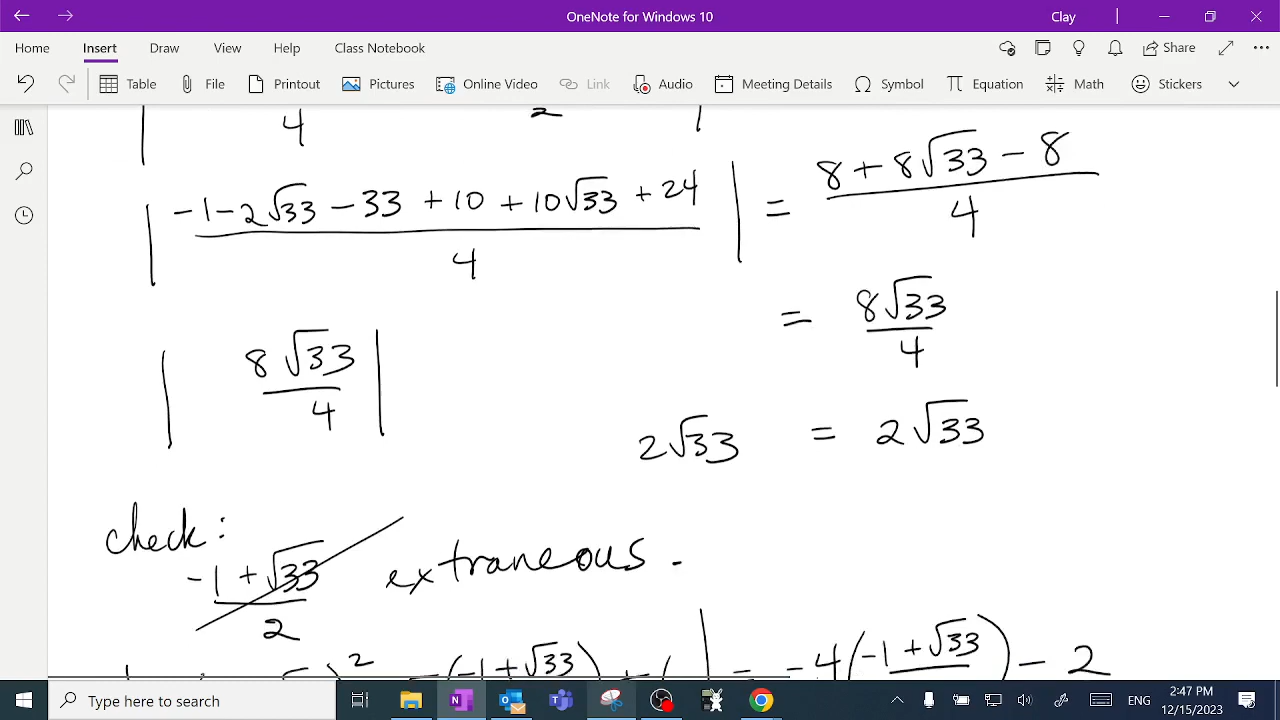 OneNote for Windows 10
Clay
Home Insert Draw View Help Class Notebook Share
Table File Printout Pictures Online Video Link Audio Meeting Details Symbol Equation Math Stickers
| 4 2 |
| (-1-2√33 - 33 + 10 + 10√33 + 24)/4 | = (8 + 8√33 - 8)/4
= 8√33/4
| 8√33/4 |
2√33 = 2√33
check:
(-1 + √33)/2 extraneous.
= -4(-1 + √33) - 2
Type here to search
ENG
2:47 PM
12/15/2023